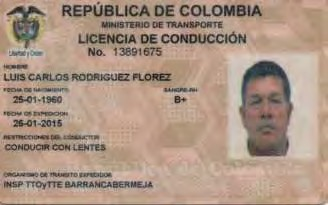 REPÚBLICA DE COLOMBIA
MINISTERIO DE TRANSPORTE
LICENCIA DE CONDUCCIÓN
No. 13891675
Libertad y Orden
NOMBRE
LUIS CARLOS RODRIGUEZ FLOREZ
FECHA DE NACIMIENTO SANGRE-RH
25-01-1960 B+
FECHA DE EXPEDICION
26-01-2015
RESTRICCIONES DEL CONDUCTOR
CONDUCIR CON LENTES
ORGANISMO DE TRANSITO EXPEDIDOR
INSP TTOyTTE BARRANCABERMEJA